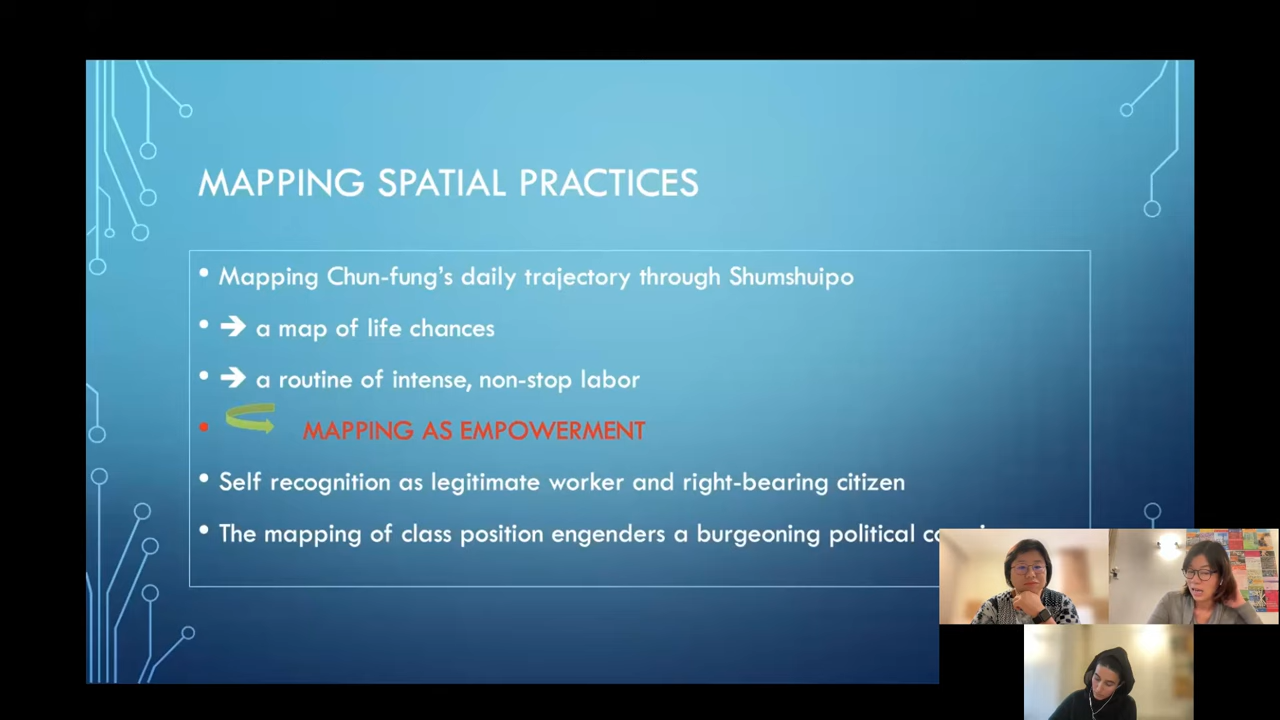 MAPPING SPATIAL PRACTICES
• Mapping Chun-fung's daily trajectory through Shumshuipo
• ➔ a map of life chances
• ➔ a routine of intense, non-stop labor
• MAPPING AS EMPOWERMENT
• Self recognition as legitimate worker and right-bearing citizen
• The mapping of class position engenders a burgeoning political